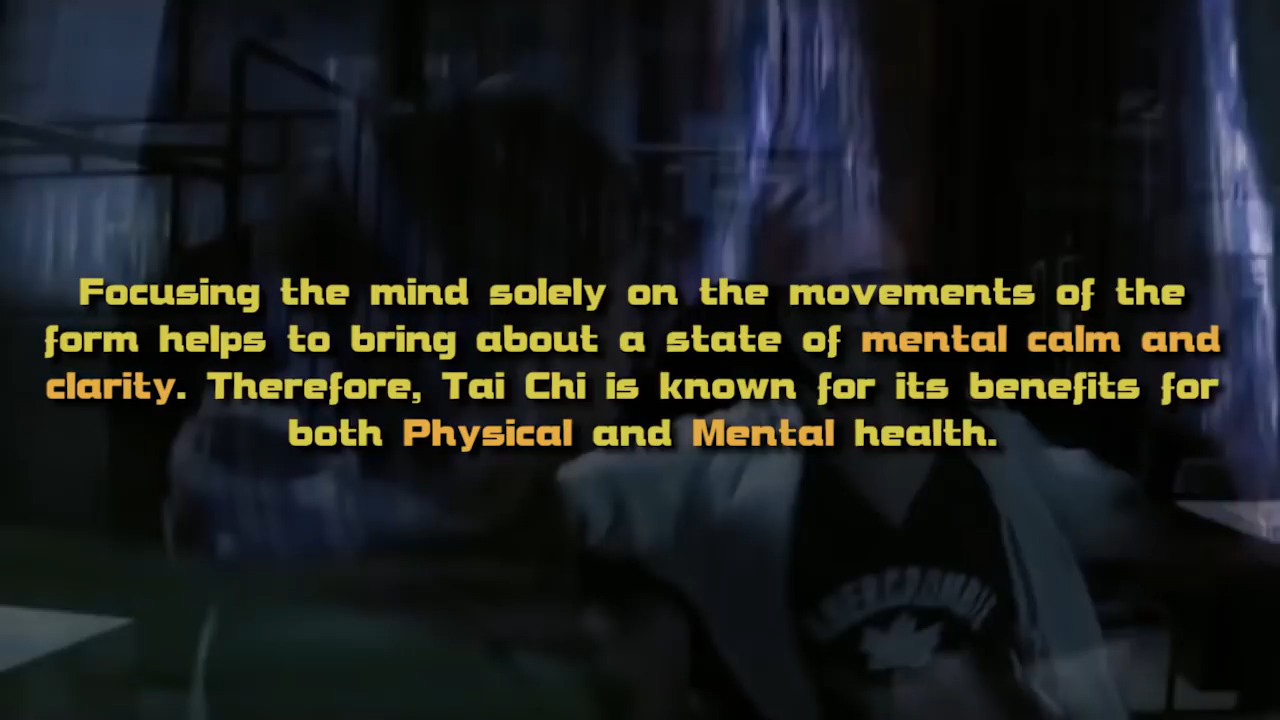 Focusing the mind solely on the movements of the
form helps to bring about a state of mental calm and
clarity. Therefore, Tai Chi is known for its benefits for
both Physical and Mental health.